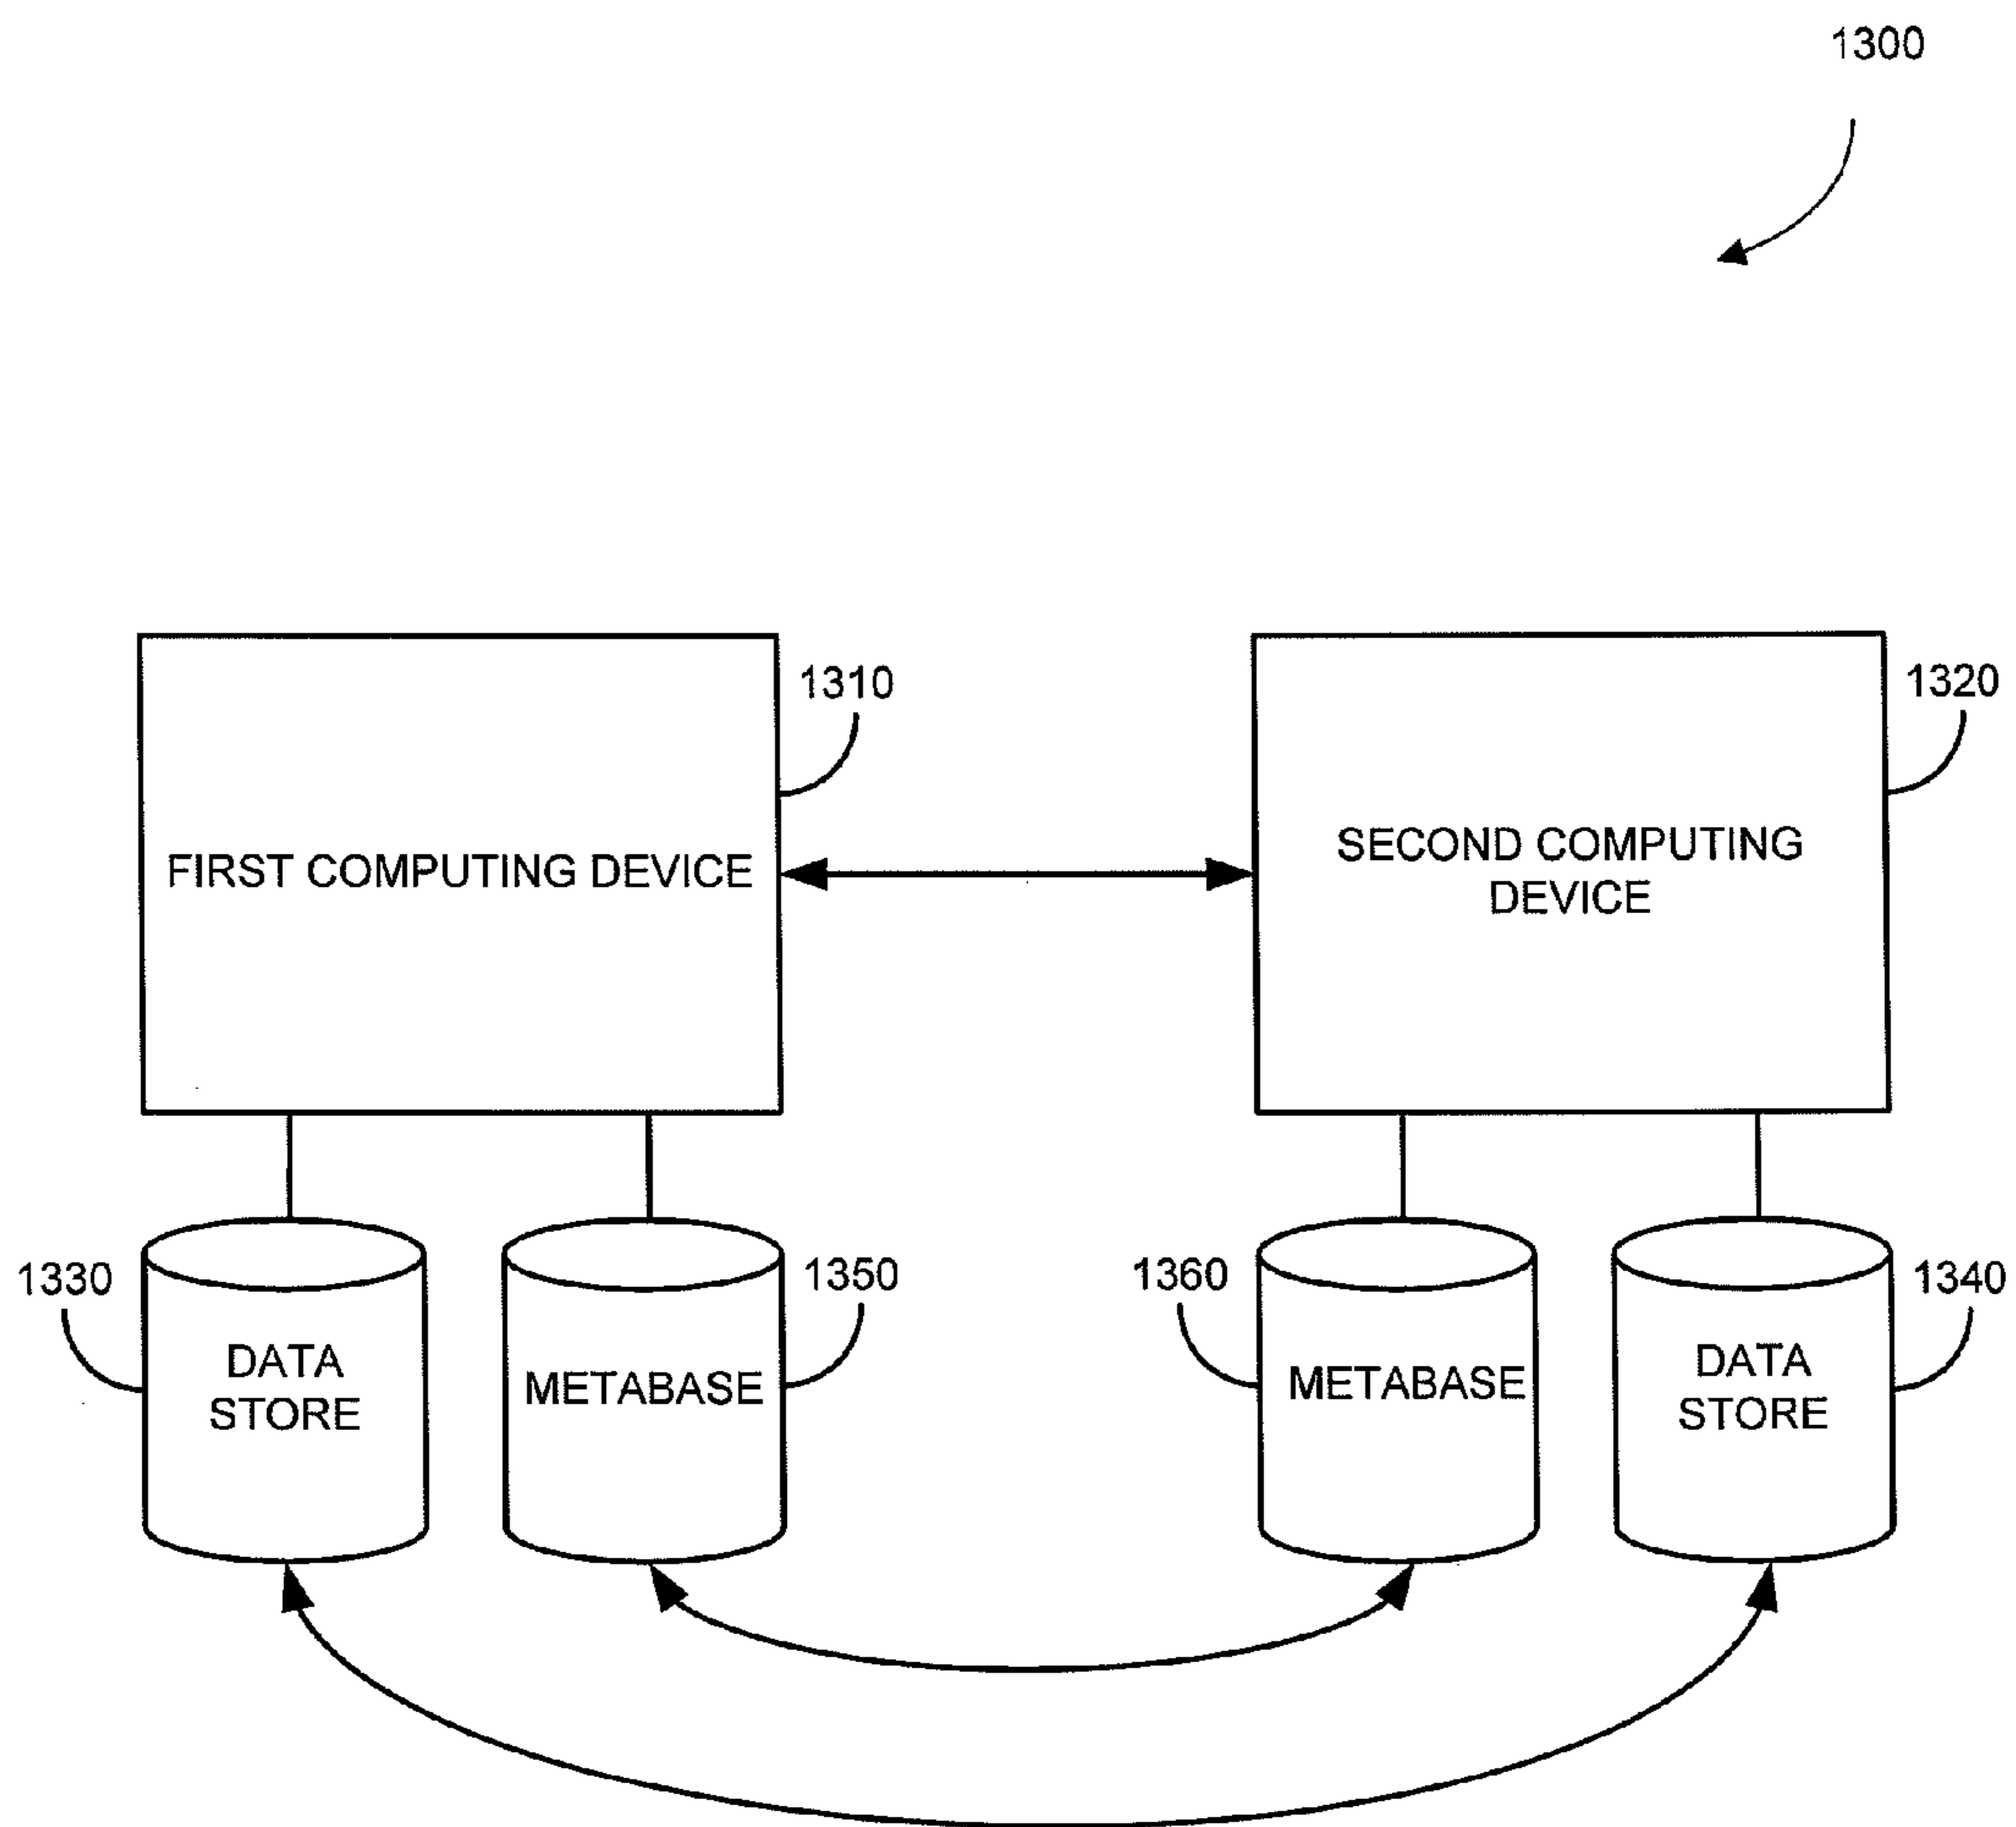 1300
1310
1320
FIRST COMPUTING DEVICE
SECOND COMPUTING
DEVICE
1330
1350
1360
1340
DATA
STORE
METABASE
METABASE
DATA
STORE